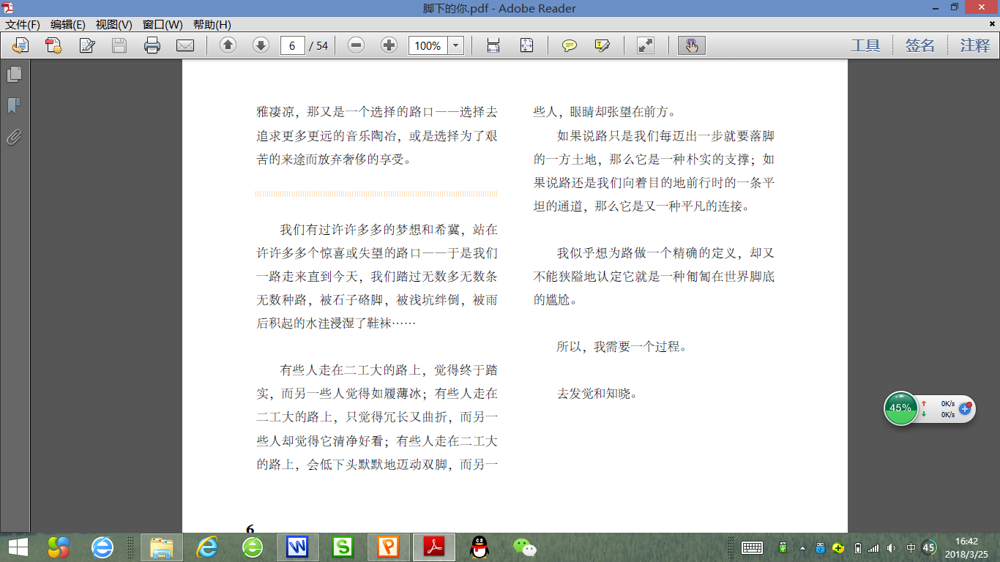 脚下的你.pdf - Adobe Reader
文件(F) 编辑(E) 视图(V) 窗口(W) 帮助(H)
6 / 54 100% 工具 签名 注释
雅凄凉，那又是一个选择的路口——选择去
追求更多更远的音乐陶冶，或是选择为了艰
苦的来途而放弃奢侈的享受。
我们有过许许多多的梦想和希冀，站在
许许多多个惊喜或失望的路口——于是我们
一路走来直到今天，我们踏过无数多无数条
无数种路，被石子硌脚，被浅坑绊倒，被雨
后积起的水洼浸湿了鞋袜……
有些人走在二工大的路上，觉得终于踏
实，而另一些人觉得如履薄冰；有些人走在
二工大的路上，只觉得冗长又曲折，而另一
些人却觉得它清净好看；有些人走在二工大
的路上，会低下头默默地迈动双脚，而另一
些人，眼睛却张望在前方。
如果说路只是我们每迈出一步就要落脚
的一方土地，那么它是一种朴实的支撑；如
果说路还是我们向着目的地前行时的一条平
坦的通道，那么它是又一种平凡的连接。
我似乎想为路做一个精确的定义，却又
不能狭隘地认定它就是一种匍匐在世界脚底
的尴尬。
所以，我需要一个过程。
去发觉和知晓。
6
45%
0K/s
0K/s
中 45
16:42
2018/3/25